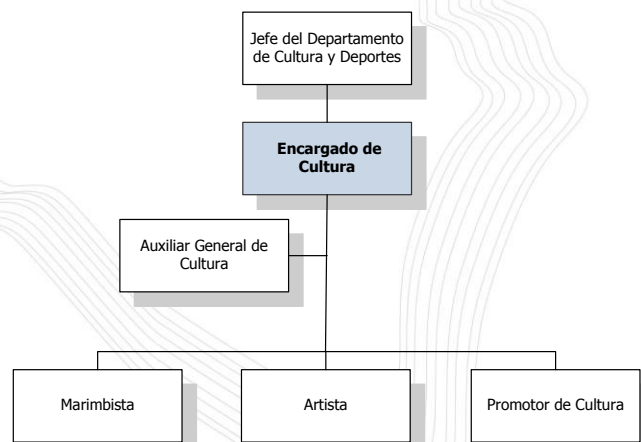 Jefe del Departamento
de Cultura y Deportes
Encargado de
Cultura
Auxiliar General de
Cultura
Marimbista
Artista
Promotor de Cultura